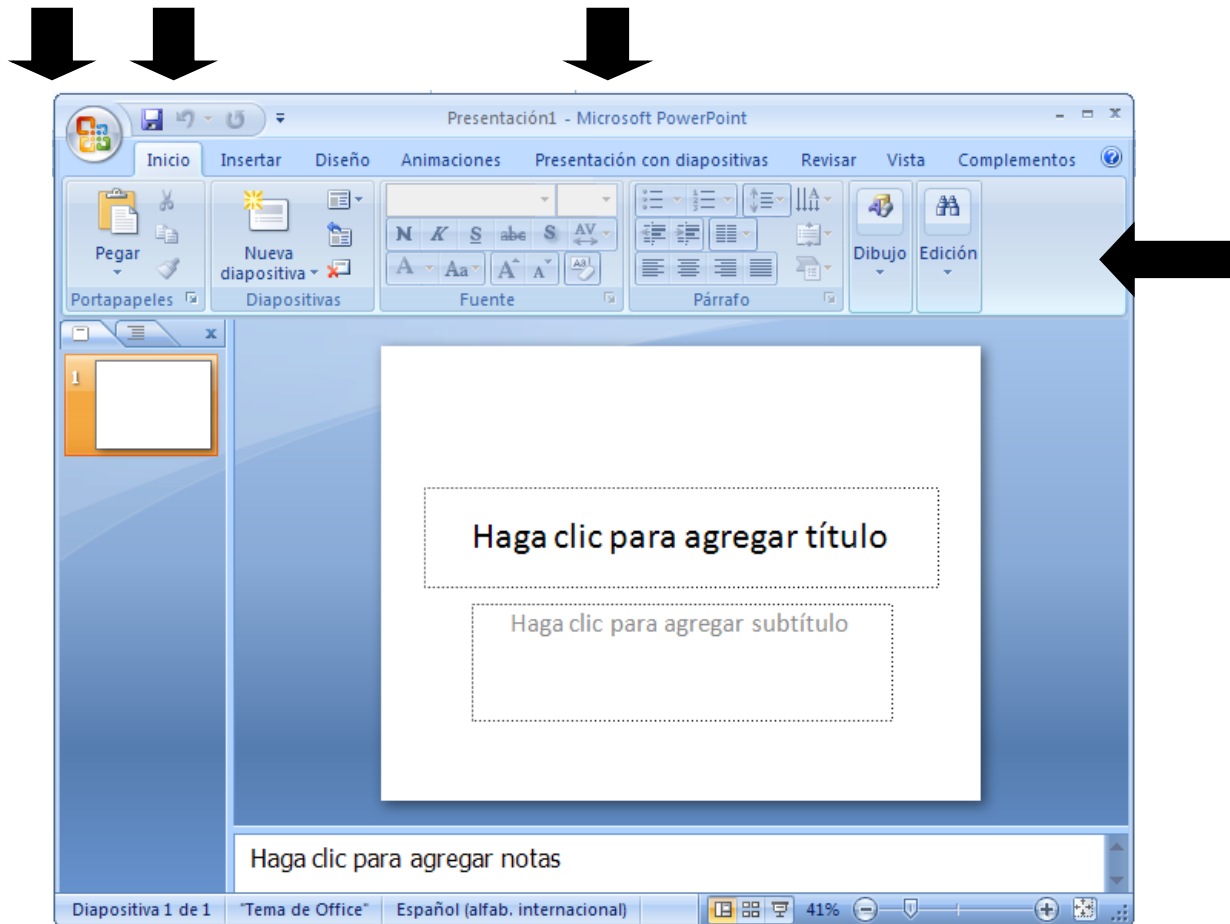 Presentación1 - Microsoft PowerPoint
Inicio Insertar Diseño Animaciones Presentación con diapositivas Revisar Vista Complementos
Pegar
Nueva
diapositiva
Dibujo Edición
N K S abc S AV
A Aa A A
Portapapeles Diapositivas Fuente Párrafo
1
Haga clic para agregar título
Haga clic para agregar subtítulo
Haga clic para agregar notas
Diapositiva 1 de 1 "Tema de Office" Español (alfab. internacional) 41%